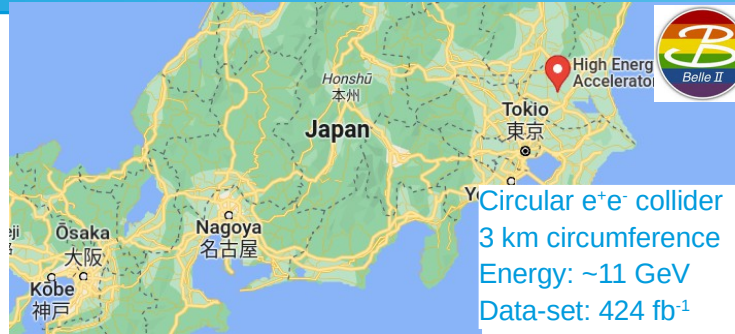 High Energ
Accelerator
B
Belle II
Honshū
本州
Tokio
東京
Japan
Nagoya
名古屋
Ōsaka
大阪
Kōbe
神戸
Circular e⁺e⁻ collider
3 km circumference
Energy: ~11 GeV
Data-set: 424 fb⁻¹